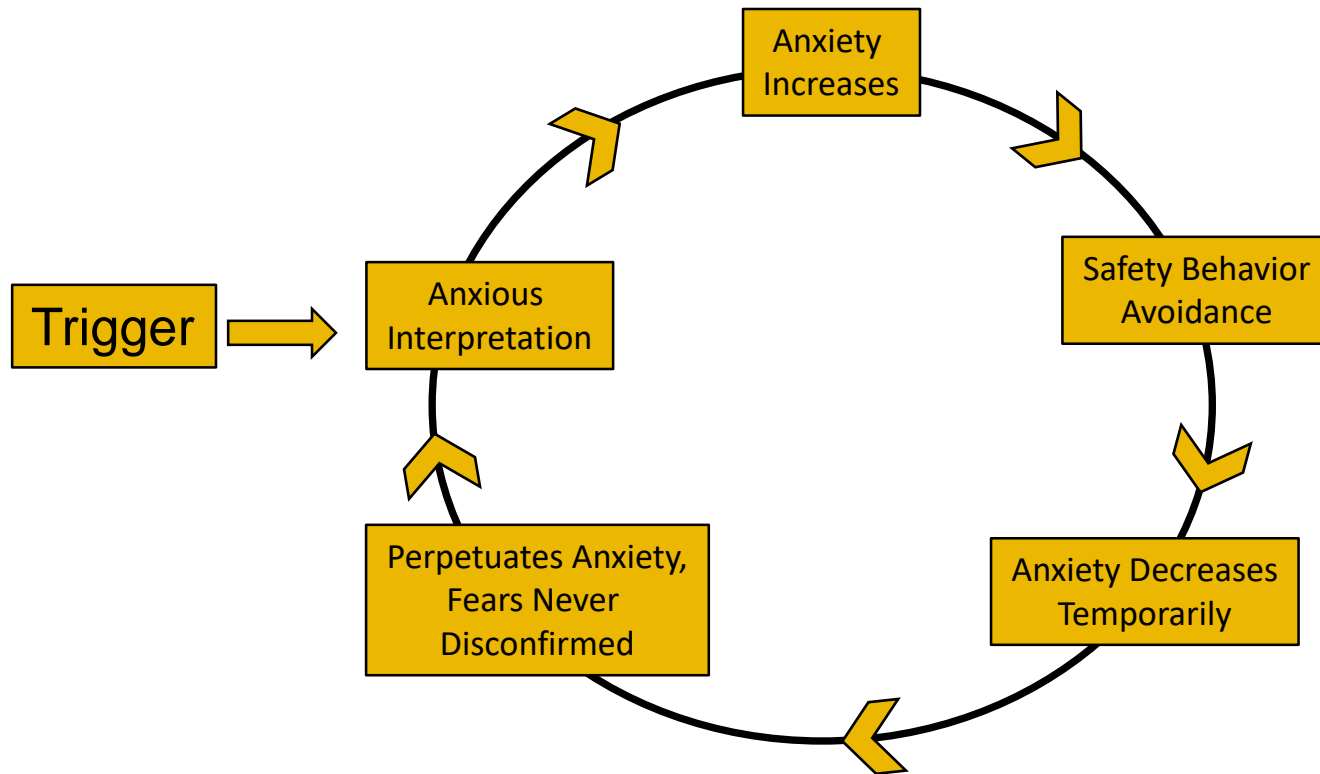 Anxiety
Increases
Safety Behavior
Avoidance
Anxiety Decreases
Temporarily
Perpetuates Anxiety,
Fears Never
Disconfirmed
Anxious
Interpretation
Trigger